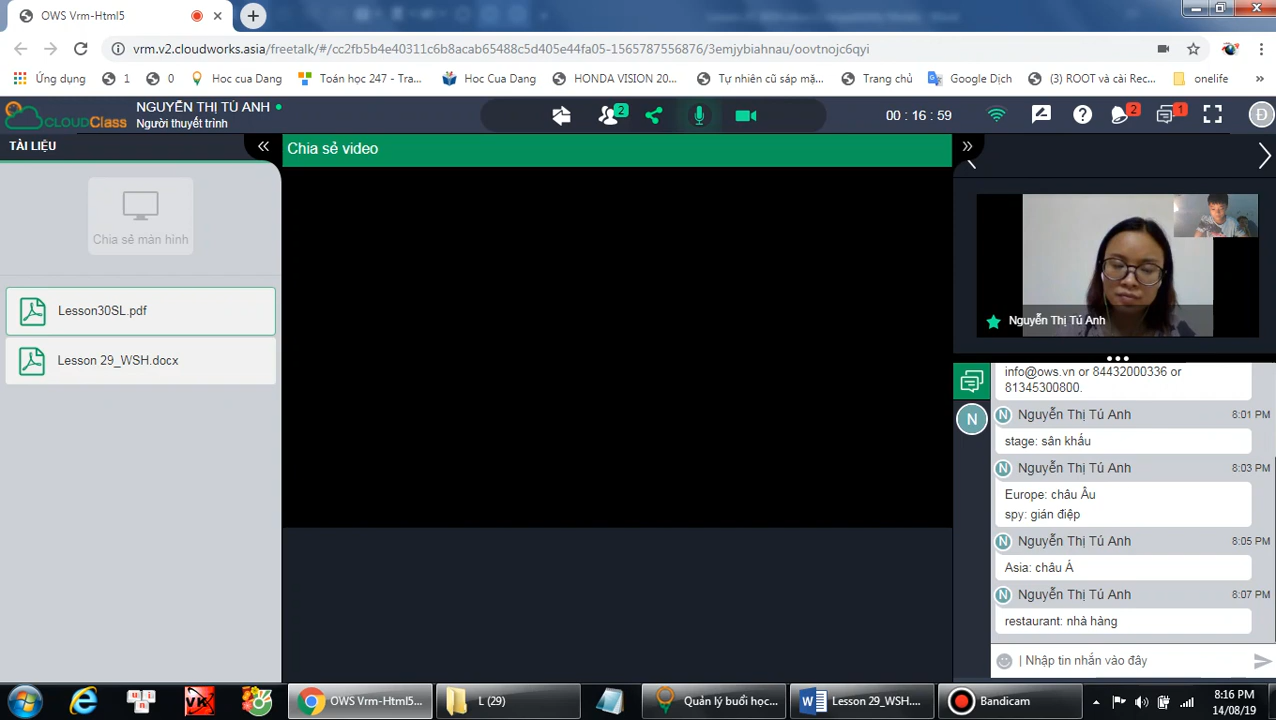 OWS Vrm-Html5
vrm.v2.cloudworks.asia/freetalk/#/cc2fb5b4e40311c6b8acab65488c5d405e44fa05-1565787556876/3emjybiahnau/oovtnojc6qyi
Ứng dụng 1 0 Hoc cua Dang Toán học 247 - Tra... Học Cua Dang HONDA VISION 20... Tự nhiên cũ sáp mặ... Trang chủ Google Dịch (3) ROOT và cài Rec... onelife »
CLOUDClass
NGUYỄN THỊ TÚ ANH
Người thuyết trình
2
00 : 16 : 59
2
1
Đ
TÀI LIỆU
Chia sẻ màn hình
Lesson30SL.pdf
Lesson 29_WSH.docx
Chia sẻ video
Nguyễn Thị Tú Anh
info@ows.vn or 84432000336 or
81345300800.
N
N Nguyễn Thị Tú Anh 8:01 PM
stage: sân khấu
N Nguyễn Thị Tú Anh 8:03 PM
Europe: châu Âu
spy: gián điệp
N Nguyễn Thị Tú Anh 8:05 PM
Asia: châu Á
N Nguyễn Thị Tú Anh 8:07 PM
restaurant: nhà hàng
Nhập tin nhắn vào đây
OWS Vrm-Html5...
L (29)
Quản lý buổi học...
Lesson 29_WSH....
Bandicam
8:16 PM
14/08/19